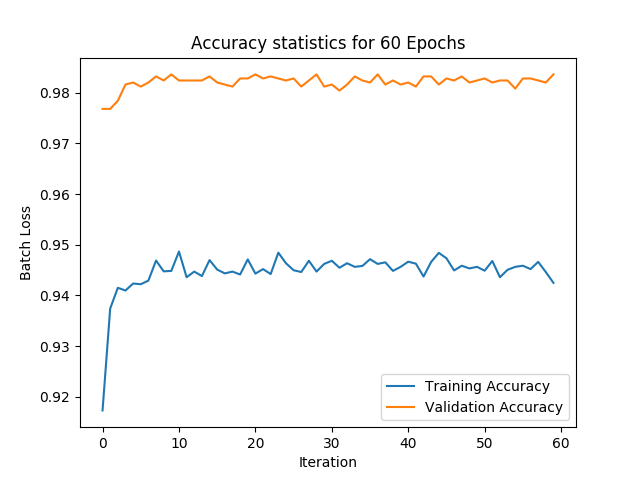 Accuracy statistics for 60 Epochs
Batch Loss
0.98
0.97
0.96
0.95
0.94
0.93
0.92
Training Accuracy
Validation Accuracy
0 10 20 30 40 50 60
Iteration